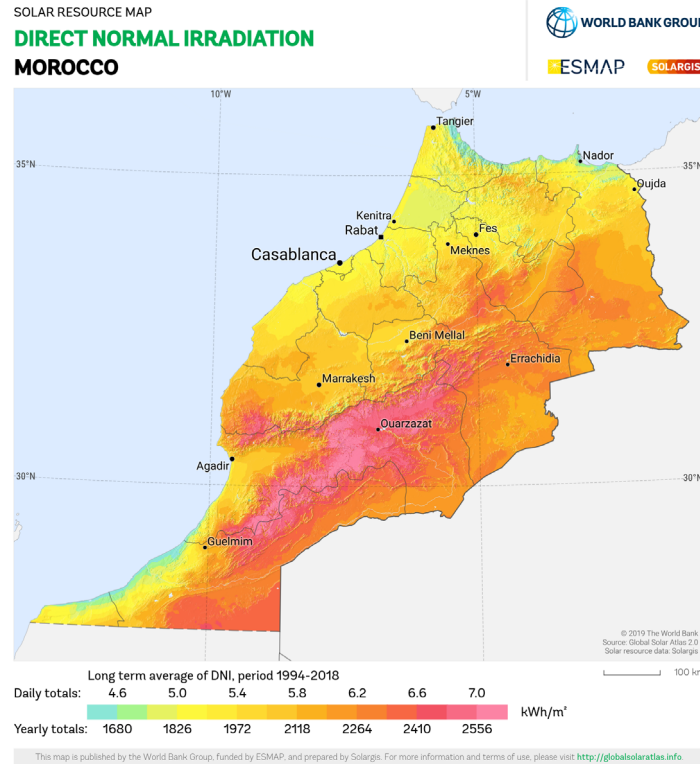 SOLAR RESOURCE MAP
DIRECT NORMAL IRRADIATION
MOROCCO
WORLD BANK GROU
ESMAP
SOLARGIS
10°W
5°W
Tangier
35°N
Nador
35°N
Oujda
Kenitra
Rabat
Fes
Meknes
Casablanca
Beni Mellal
Errachidia
Marrakesh
Ouarzazat
Agadir
30°N
30°N
Guelmim
© 2019 The World Bank
Source: Global Solar Atlas 2.0
Solar resource data: Solargis
Long term average of DNI, period 1994-2018
100 km
Daily totals: 4.6 5.0 5.4 5.8 6.2 6.6 7.0
kWh/m²
Yearly totals: 1680 1826 1972 2118 2264 2410 2556
This map is published by the World Bank Group, funded by ESMAP, and prepared by Solargis. For more information and terms of use, please visit http://globalsolaratlas.info.